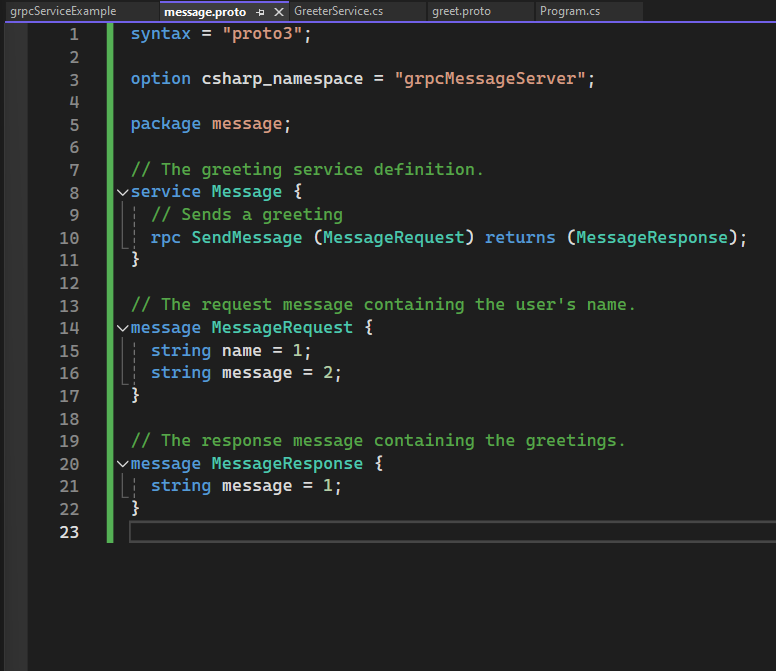 grpcServiceExample message.proto GreeterService.cs greet.proto Program.cs
1 syntax = "proto3";
2
3 option csharp_namespace = "grpcMessageServer";
4
5 package message;
6
7 // The greeting service definition.
8 service Message {
9 // Sends a greeting
10 rpc SendMessage (MessageRequest) returns (MessageResponse);
11 }
12
13 // The request message containing the user's name.
14 message MessageRequest {
15 string name = 1;
16 string message = 2;
17 }
18
19 // The response message containing the greetings.
20 message MessageResponse {
21 string message = 1;
22 }
23